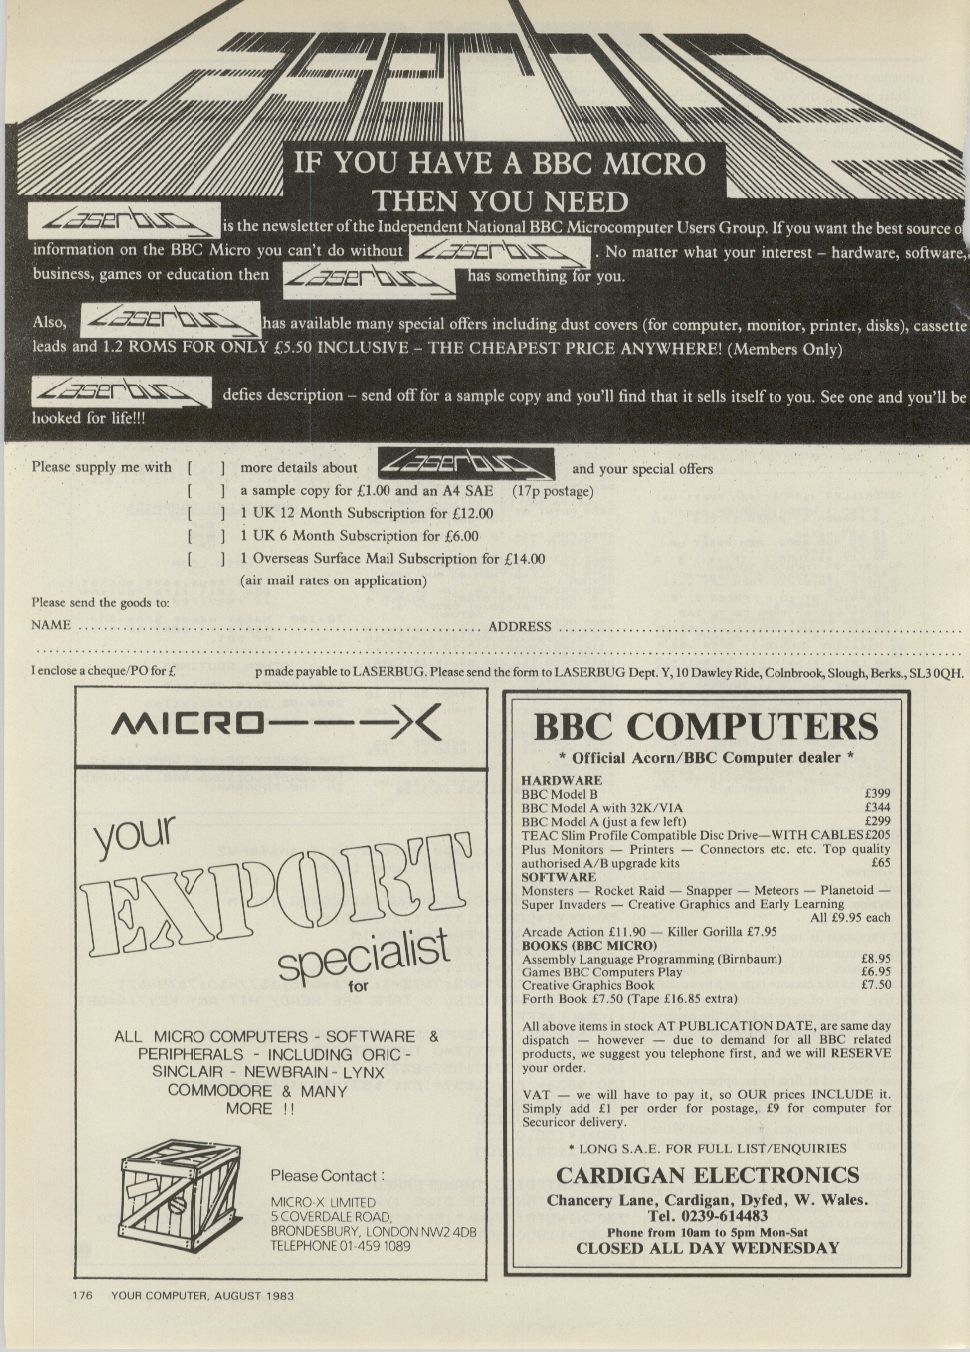 Laserbug
IF YOU HAVE A BBC MICRO
THEN YOU NEED
Laserbug is the newsletter of the Independent National BBC Microcomputer Users Group. If you want the best source of
information on the BBC Micro you can't do without Laserbug . No matter what your interest – hardware, software,
business, games or education then Laserbug has something for you.
Also, Laserbug has available many special offers including dust covers (for computer, monitor, printer, disks), cassette
leads and 1.2 ROMS FOR ONLY £5.50 INCLUSIVE – THE CHEAPEST PRICE ANYWHERE! (Members Only)
Laserbug defies description – send off for a sample copy and you'll find that it sells itself to you. See one and you'll be
hooked for life!!!
Please supply me with [ ] more details about Laserbug and your special offers
[ ] a sample copy for £1.00 and an A4 SAE (17p postage)
[ ] 1 UK 12 Month Subscription for £12.00
[ ] 1 UK 6 Month Subscription for £6.00
[ ] 1 Overseas Surface Mail Subscription for £14.00
(air mail rates on application)
Please send the goods to:
NAME .................................................... ADDRESS ....................................................
....................................................................................................................
I enclose a cheque/PO for £ p made payable to LASERBUG. Please send the form to LASERBUG Dept. Y, 10 Dawley Ride, Colnbrook, Slough, Berks., SL3 0QH.
MICRO---X
your
EXPORT
specialist
for
ALL MICRO COMPUTERS - SOFTWARE &
PERIPHERALS - INCLUDING ORIC -
SINCLAIR - NEWBRAIN - LYNX
COMMODORE & MANY
MORE !!
Please Contact :
MICRO-X LIMITED
5 COVERDALE ROAD,
BRONDESBURY, LONDON NW2 4DB
TELEPHONE 01-459 1089
BBC COMPUTERS
* Official Acorn/BBC Computer dealer *
HARDWARE
BBC Model B £399
BBC Model A with 32K/VIA £344
BBC Model A (just a few left) £299
TEAC Slim Profile Compatible Disc Drive—WITH CABLES £205
Plus Monitors — Printers — Connectors etc. etc. Top quality
authorised A/B upgrade kits £65
SOFTWARE
Monsters — Rocket Raid — Snapper — Meteors — Planetoid —
Super Invaders — Creative Graphics and Early Learning
All £9.95 each
Arcade Action £11.90 — Killer Gorilla £7.95
BOOKS (BBC MICRO)
Assembly Language Programming (Birnbaum) £8.95
Games BBC Computers Play £6.95
Creative Graphics Book £7.50
Forth Book £7.50 (Tape £16.85 extra)
All above items in stock AT PUBLICATION DATE, are same day
dispatch — however — due to demand for all BBC related
products, we suggest you telephone first, and we will RESERVE
your order.
VAT — we will have to pay it, so OUR prices INCLUDE it.
Simply add £1 per order for postage, £9 for computer for
Securicor delivery.
* LONG S.A.E. FOR FULL LIST/ENQUIRIES
CARDIGAN ELECTRONICS
Chancery Lane, Cardigan, Dyfed, W. Wales.
Tel. 0239-614483
Phone from 10am to 5pm Mon-Sat
CLOSED ALL DAY WEDNESDAY
176 YOUR COMPUTER, AUGUST 1983